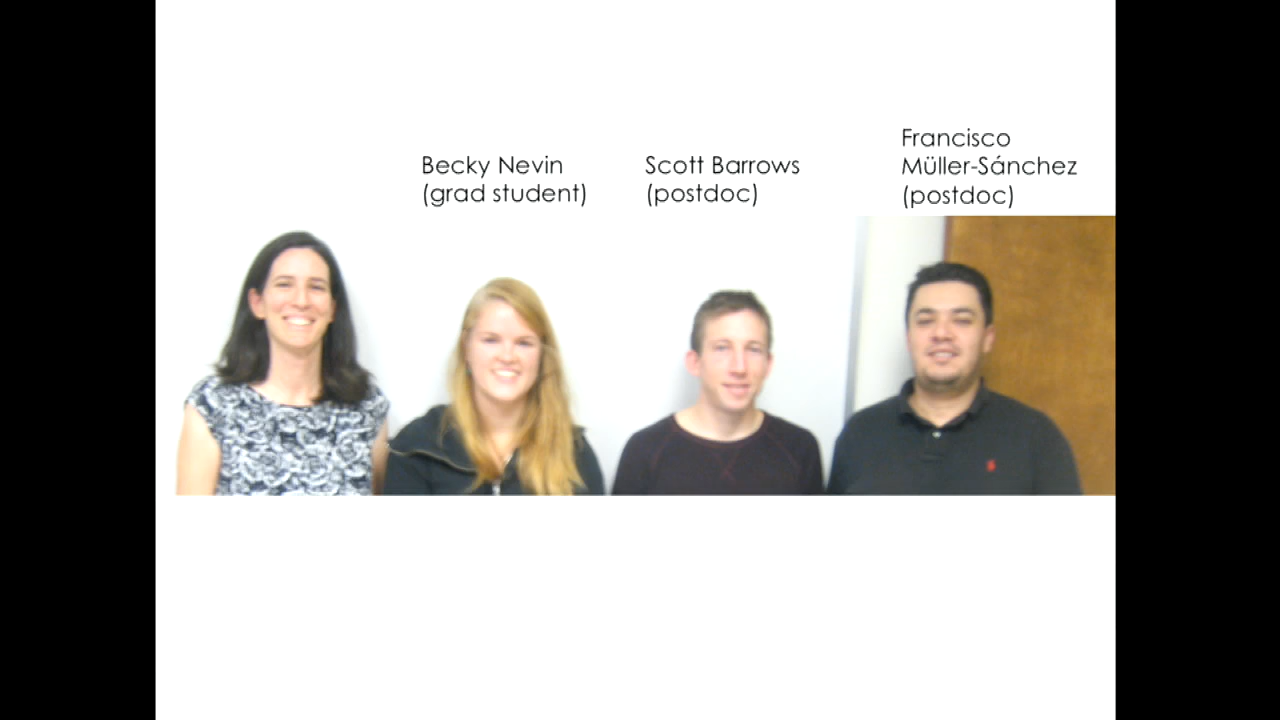 Becky Nevin
(grad student)
Scott Barrows
(postdoc)
Francisco
Müller-Sánchez
(postdoc)